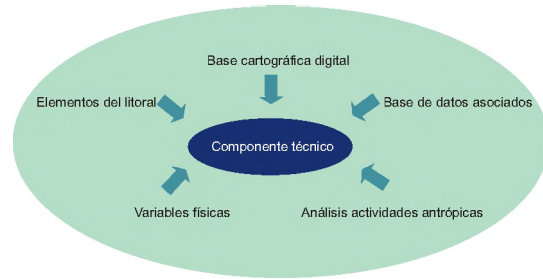 Base cartográfica digital
Elementos del litoral
Base de datos asociados
Componente técnico
Variables físicas
Análisis actividades antrópicas